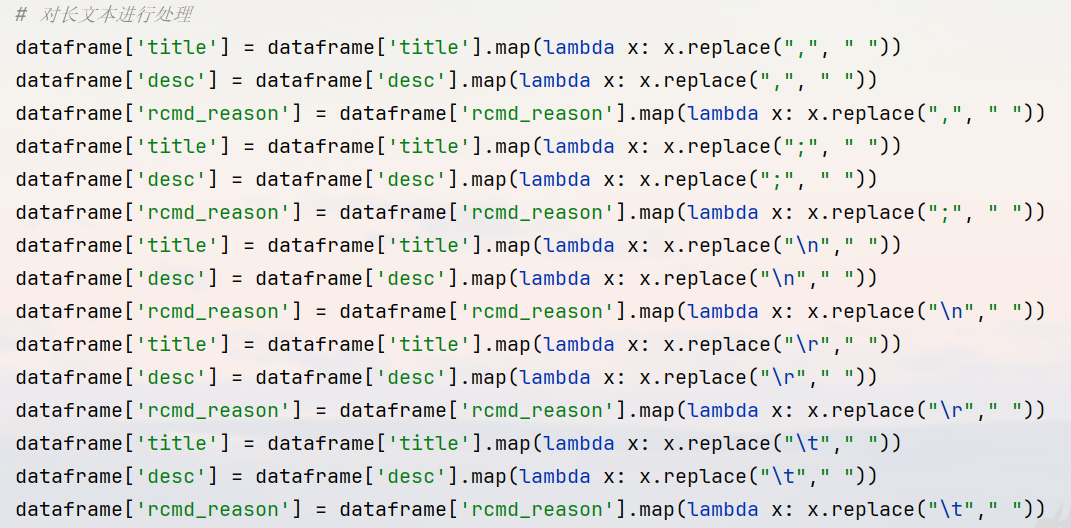 # 对长文本进行处理
dataframe['title'] = dataframe['title'].map(lambda x: x.replace(",", " "))
dataframe['desc'] = dataframe['desc'].map(lambda x: x.replace(",", " "))
dataframe['rcmd_reason'] = dataframe['rcmd_reason'].map(lambda x: x.replace(",", " "))
dataframe['title'] = dataframe['title'].map(lambda x: x.replace(";", " "))
dataframe['desc'] = dataframe['desc'].map(lambda x: x.replace(";", " "))
dataframe['rcmd_reason'] = dataframe['rcmd_reason'].map(lambda x: x.replace(";", " "))
dataframe['title'] = dataframe['title'].map(lambda x: x.replace("\n"," "))
dataframe['desc'] = dataframe['desc'].map(lambda x: x.replace("\n"," "))
dataframe['rcmd_reason'] = dataframe['rcmd_reason'].map(lambda x: x.replace("\n"," "))
dataframe['title'] = dataframe['title'].map(lambda x: x.replace("\r"," "))
dataframe['desc'] = dataframe['desc'].map(lambda x: x.replace("\r"," "))
dataframe['rcmd_reason'] = dataframe['rcmd_reason'].map(lambda x: x.replace("\r"," "))
dataframe['title'] = dataframe['title'].map(lambda x: x.replace("\t"," "))
dataframe['desc'] = dataframe['desc'].map(lambda x: x.replace("\t"," "))
dataframe['rcmd_reason'] = dataframe['rcmd_reason'].map(lambda x: x.replace("\t"," "))